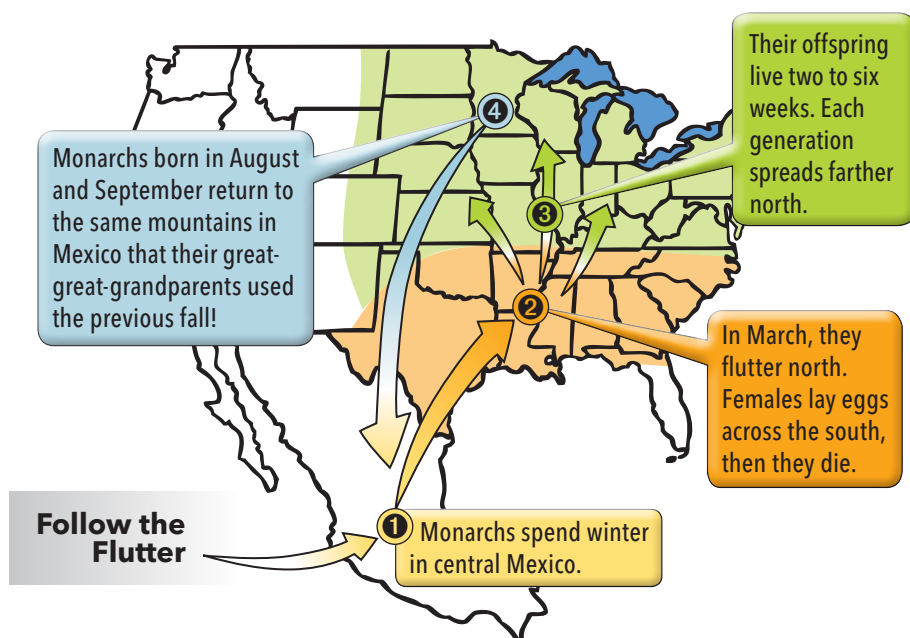 Follow the
Flutter
1
Monarchs spend winter
in central Mexico.
2
In March, they
flutter north.
Females lay eggs
across the south,
then they die.
3
Their offspring
live two to six
weeks. Each
generation
spreads farther
north.
4
Monarchs born in August
and September return to
the same mountains in
Mexico that their great-
great-grandparents used
the previous fall!